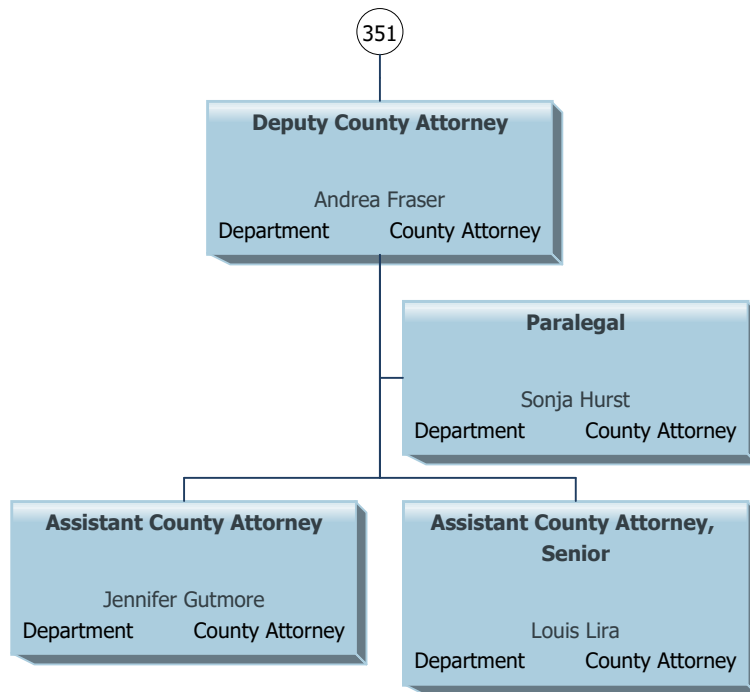 351
Deputy County Attorney
Andrea Fraser
Department County Attorney
Paralegal
Sonja Hurst
Department County Attorney
Assistant County Attorney
Jennifer Gutmore
Department County Attorney
Assistant County Attorney,
Senior
Louis Lira
Department County Attorney